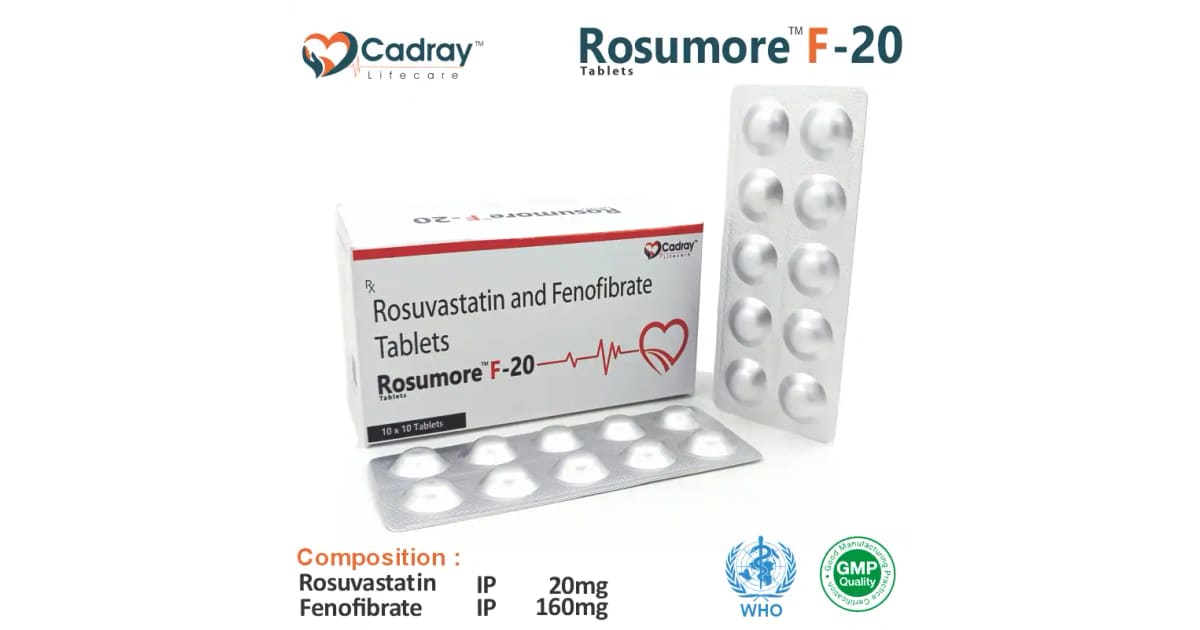 Cadray™
Lifecare
Rosumore™ F-20
Tablets
Rosumore™ F-20
Cadray™
Lifecare
Rx
Rosuvastatin and Fenofibrate
Tablets
Rosumore™ F-20
Tablets
10 x 10 Tablets
Composition :
Rosuvastatin IP 20mg
Fenofibrate IP 160mg
WHO
Good Manufacturing Practice Certification
GMP
Quality